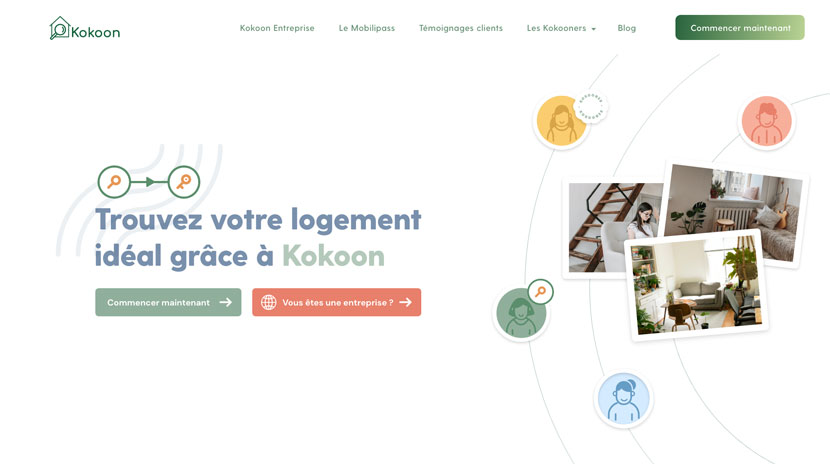 Kokoon
Kokoon Entreprise
Le Mobilipass
Témoignages clients
Les Kokooners
Blog
Commencer maintenant
Trouvez votre logement
idéal grâce à Kokoon
Commencer maintenant
Vous êtes une entreprise ?